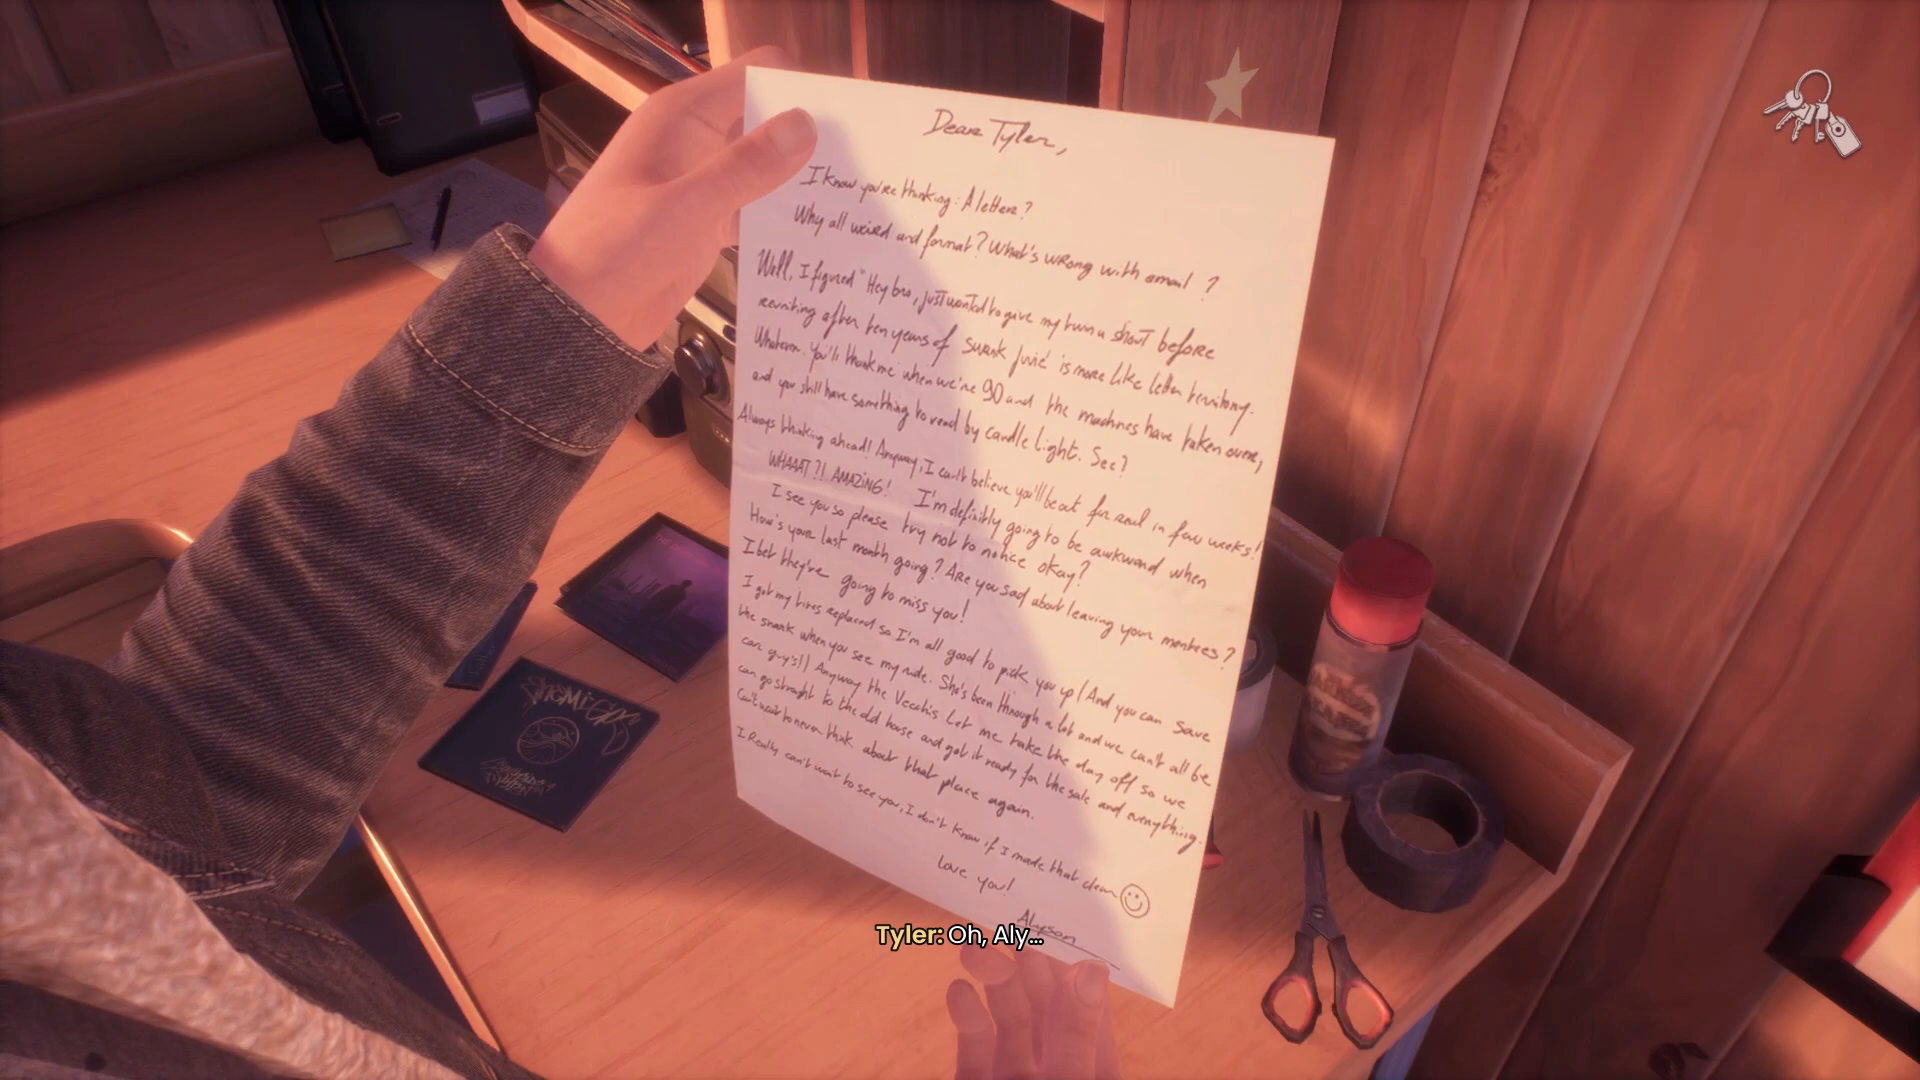 Dear Tyler,
I know you're thinking: A letter?
Why all weird and formal? What's wrong with email?
Well, I figured "Hey bro, just wanted to give my twin a shout before
reuniting after ten years of swank juvie" is more like letter territory.
Whatever. You'll thank me when we're 90 and the machines have taken over,
and you still have something to read by candle light. See?
Always thinking ahead! Anyway, I can't believe you'll be out for real in few weeks!
WHAAAT?!! AMAZING! I'm definitly going to be awkward when
I see you so please try not to notice okay?
How's your last month going? Are you sad about leaving your mentees?
I bet they're going to miss you!
I got my tires replaced so I'm all good to pick you up (And you can save
the snark when you see my ride. She's been through a lot and we can't all be
car guys!!) Anyway the Vecchis let me take the day off so we
can go straight to the old house and get it ready for the sale and everything.
Can't wait to never think about that place again.
I Really can't wait to see you, I don't know if I made that clear
Love you!
Alyson
Tyler: Oh, Aly...